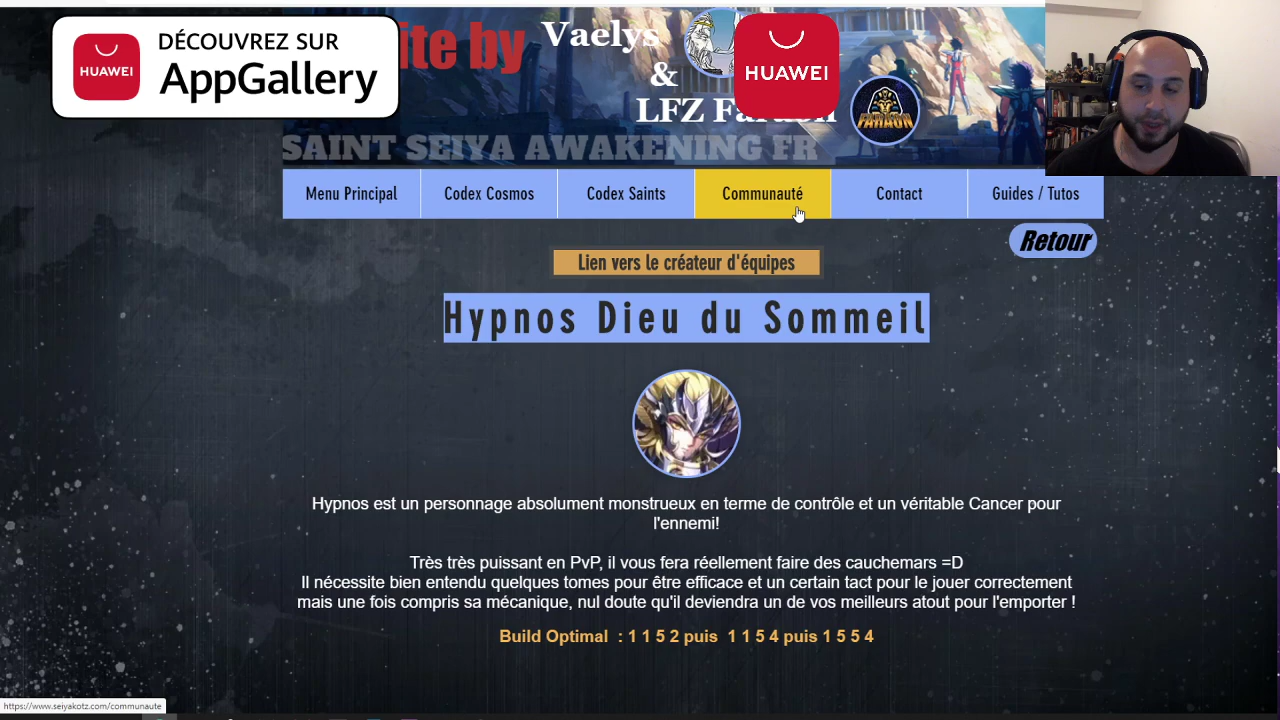 DÉCOUVREZ SUR
AppGallery
HUAWEI
ite by
Vaelys
&
LFZ
HUAWEI
FARAON
SAINT SEIYA AWAKENING FR
Menu Principal
Codex Cosmos
Codex Saints
Communauté
Contact
Guides / Tutos
Retour
Lien vers le créateur d'équipes
Hypnos Dieu du Sommeil
Hypnos est un personnage absolument monstrueux en terme de contrôle et un véritable Cancer pour
l'ennemi!
Très très puissant en PvP, il vous fera réellement faire des cauchemars =D
Il nécessite bien entendu quelques tomes pour être efficace et un certain tact pour le jouer correctement
mais une fois compris sa mécanique, nul doute qu'il deviendra un de vos meilleurs atout pour l'emporter !
Build Optimal : 1 1 5 2 puis 1 1 5 4 puis 1 5 5 4
https://www.seiyakotz.com/communaute